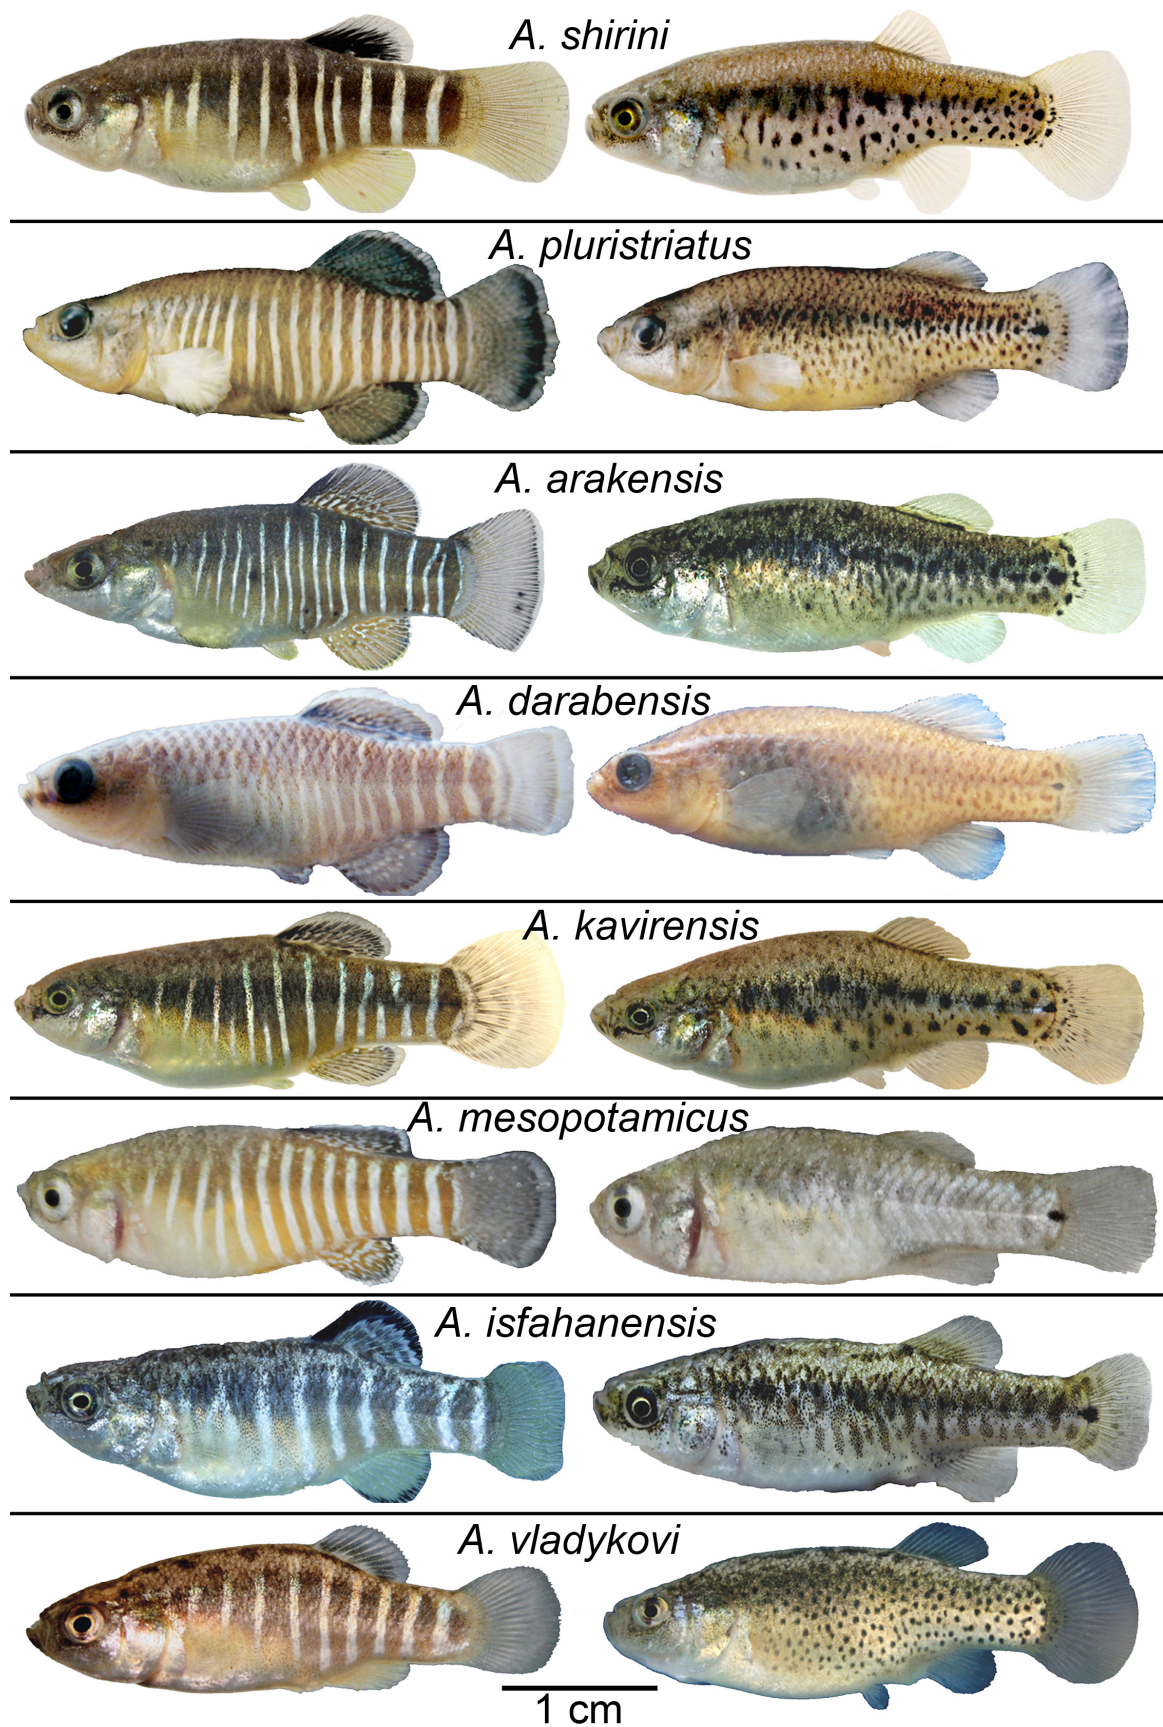 A. shirini
A. pluristriatus
A. arakensis
A. darabensis
A. kavirensis
A. mesopotamicus
A. isfahanensis
A. vladykovi
1 cm